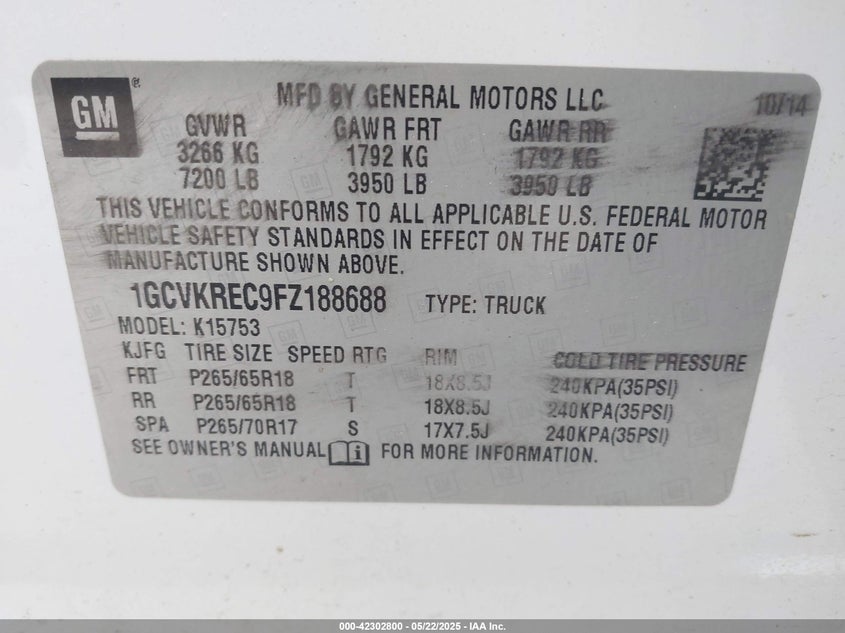 GM
MFD BY GENERAL MOTORS LLC
10/14
GVWR GAWR FRT GAWR RR
3266 KG 1792 KG 1792 KG
7200 LB 3950 LB 3950 LB
THIS VEHICLE CONFORMS TO ALL APPLICABLE U.S. FEDERAL MOTOR
VEHICLE SAFETY STANDARDS IN EFFECT ON THE DATE OF
MANUFACTURE SHOWN ABOVE.
1GCVKREC9FZ188688 TYPE: TRUCK
MODEL: K15753
KJFG TIRE SIZE SPEED RTG RIM COLD TIRE PRESSURE
FRT P265/65R18 T 18X8.5J 240KPA(35PSI)
RR P265/65R18 T 18X8.5J 240KPA(35PSI)
SPA P265/70R17 S 17X7.5J 240KPA(35PSI)
SEE OWNER'S MANUAL FOR MORE INFORMATION.
000-42302800 - 05/22/2025 - IAA Inc.